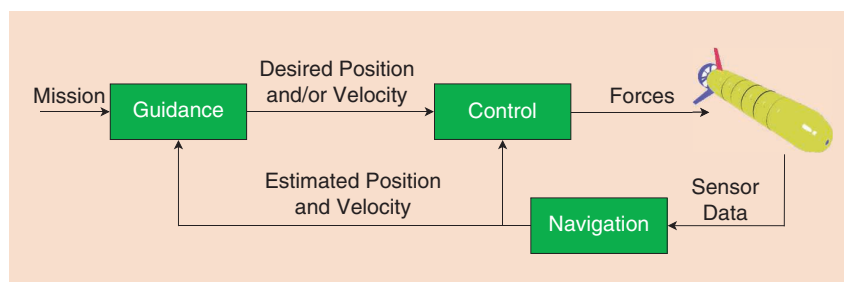 Mission
Guidance
Desired Position
and/or Velocity
Control
Forces
Estimated Position
and Velocity
Navigation
Sensor
Data